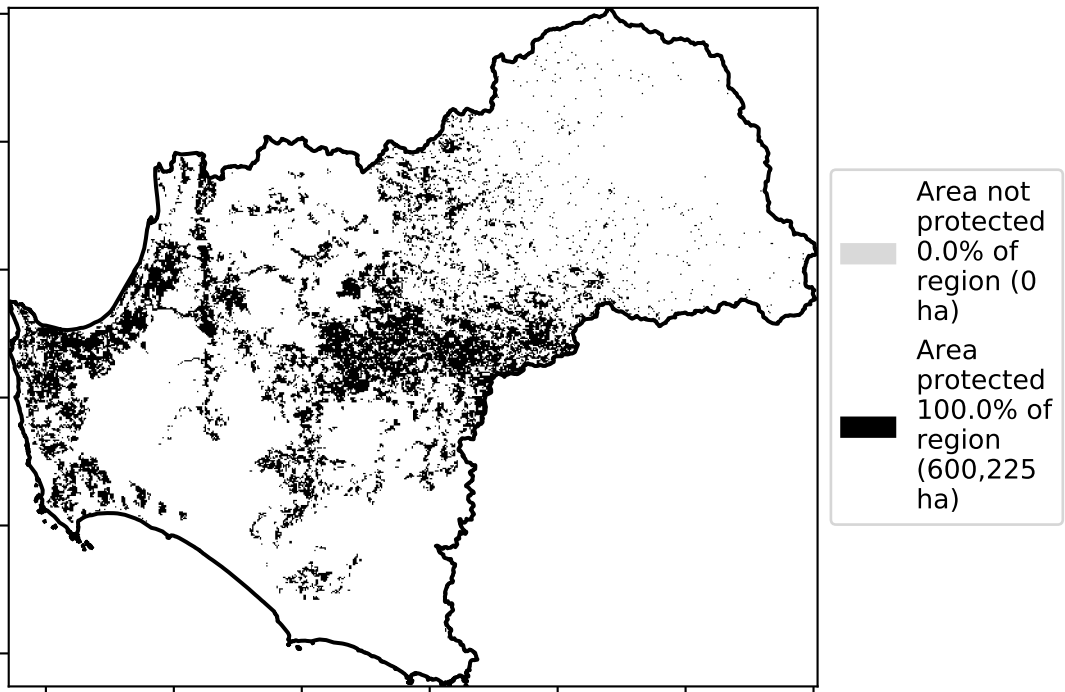 Area not
protected
0.0% of
region (0
ha)
Area
protected
100.0% of
region
(600,225
ha)